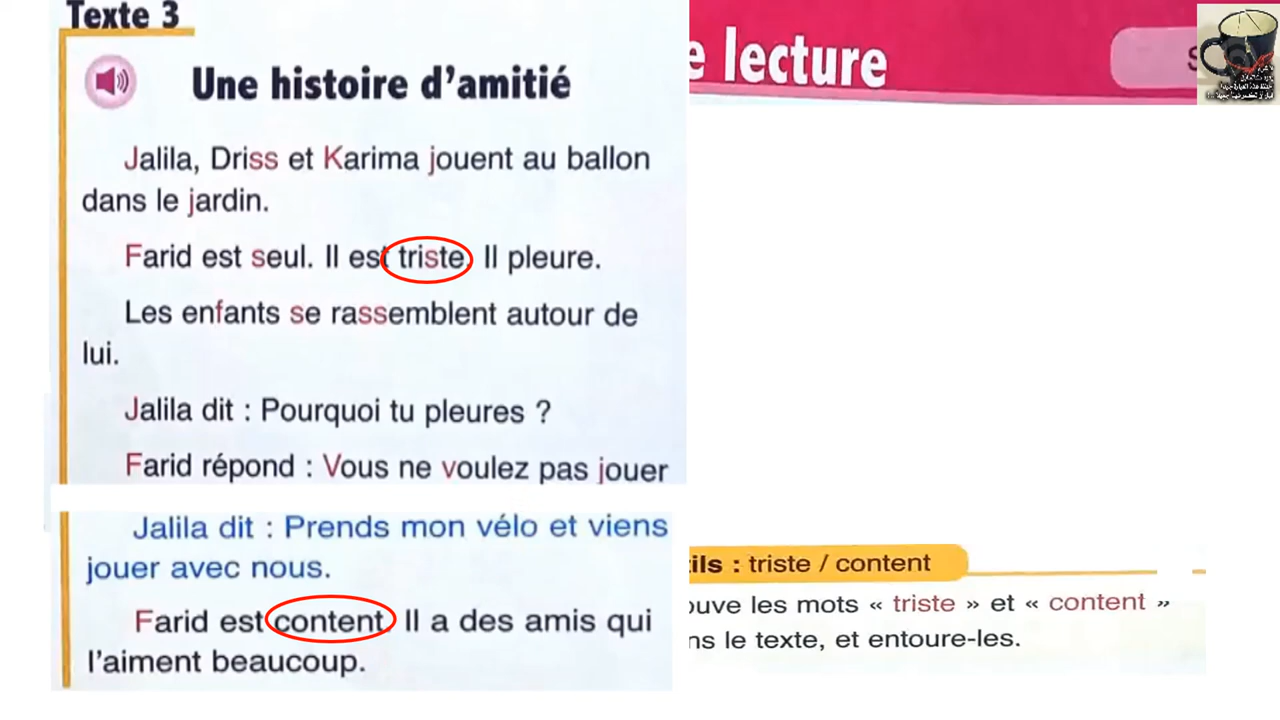 Texte 3
Une histoire d'amitié
Jalila, Driss et Karima jouent au ballon
dans le jardin.
Farid est seul. Il est triste. Il pleure.
Les enfants se rassemblent autour de
lui.
Jalila dit : Pourquoi tu pleures ?
Farid répond : Vous ne voulez pas jouer
Jalila dit : Prends mon vélo et viens
jouer avec nous.
Farid est content. Il a des amis qui
l'aiment beaucoup.
e lecture
S
ils : triste / content
ouve les mots « triste » et « content »
ns le texte, et entoure-les.